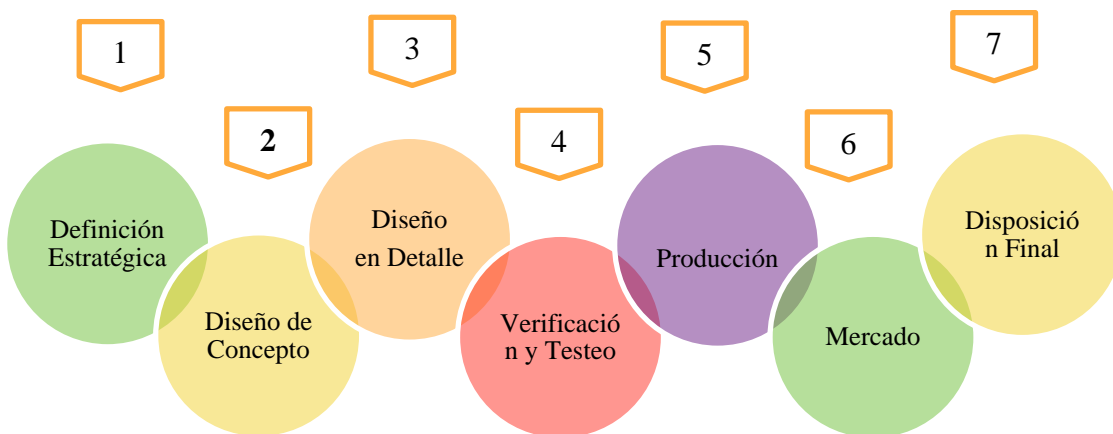 1
Definición
Estratégica
2
Diseño de
Concepto
3
Diseño
en Detalle
4
Verificació
n y Testeo
5
Producción
6
Mercado
7
Disposició
n Final